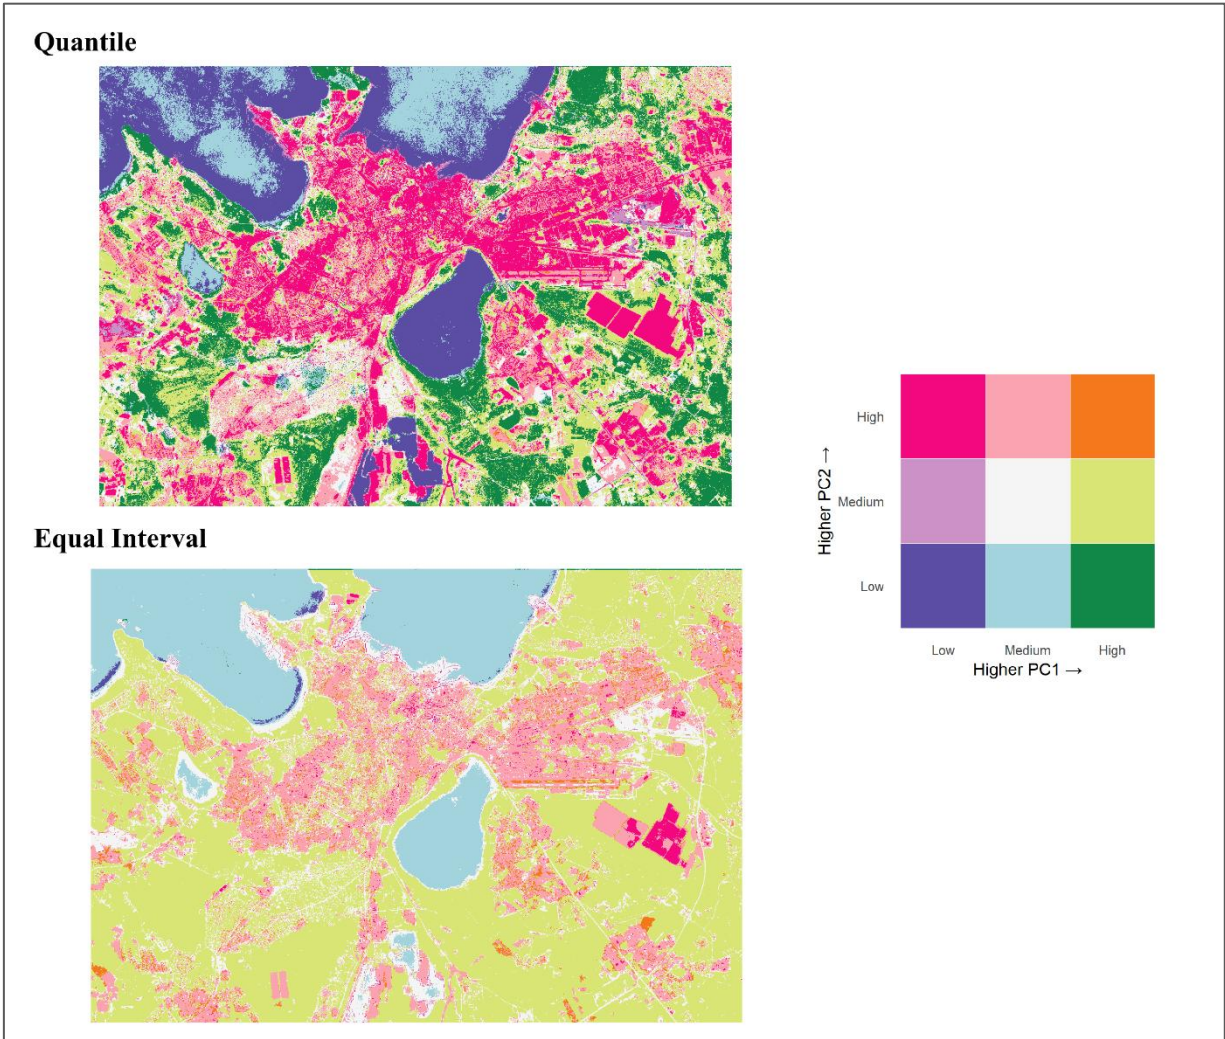 Quantile
Equal Interval
Higher PC2 →
High
Medium
Low
Low Medium High
Higher PC1 →